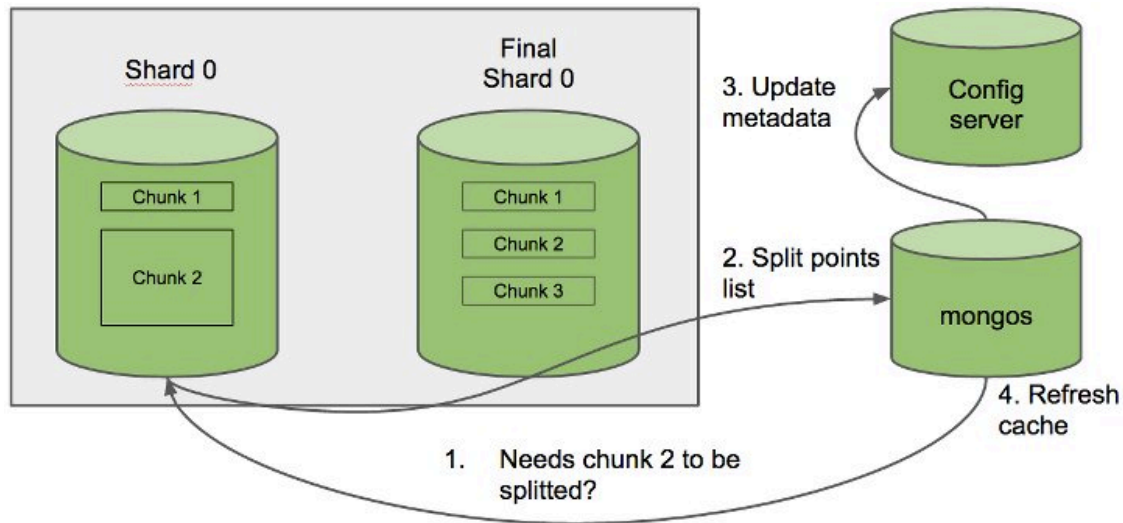 Shard 0
Chunk 1
Chunk 2
Final
Shard 0
Chunk 1
Chunk 2
Chunk 3
3. Update
metadata
Config
server
2. Split points
list
mongos
4. Refresh
cache
1. Needs chunk 2 to be
splitted?